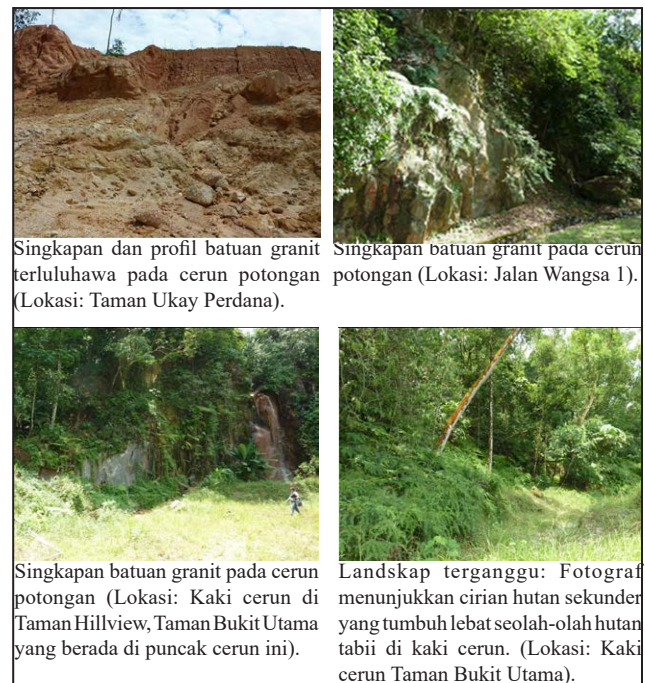 Singkapan dan profil batuan granit
terluluhawa pada cerun potongan
(Lokasi: Taman Ukay Perdana).
Singkapan batuan granit pada cerun
potongan (Lokasi: Jalan Wangsa 1).
Singkapan batuan granit pada cerun
potongan (Lokasi: Kaki cerun di
Taman Hillview, Taman Bukit Utama
yang berada di puncak cerun ini).
Landskap terganggu: Fotograf
menunjukkan cirian hutan sekunder
yang tumbuh lebat seolah-olah hutan
tabii di kaki cerun. (Lokasi: Kaki
cerun Taman Bukit Utama).